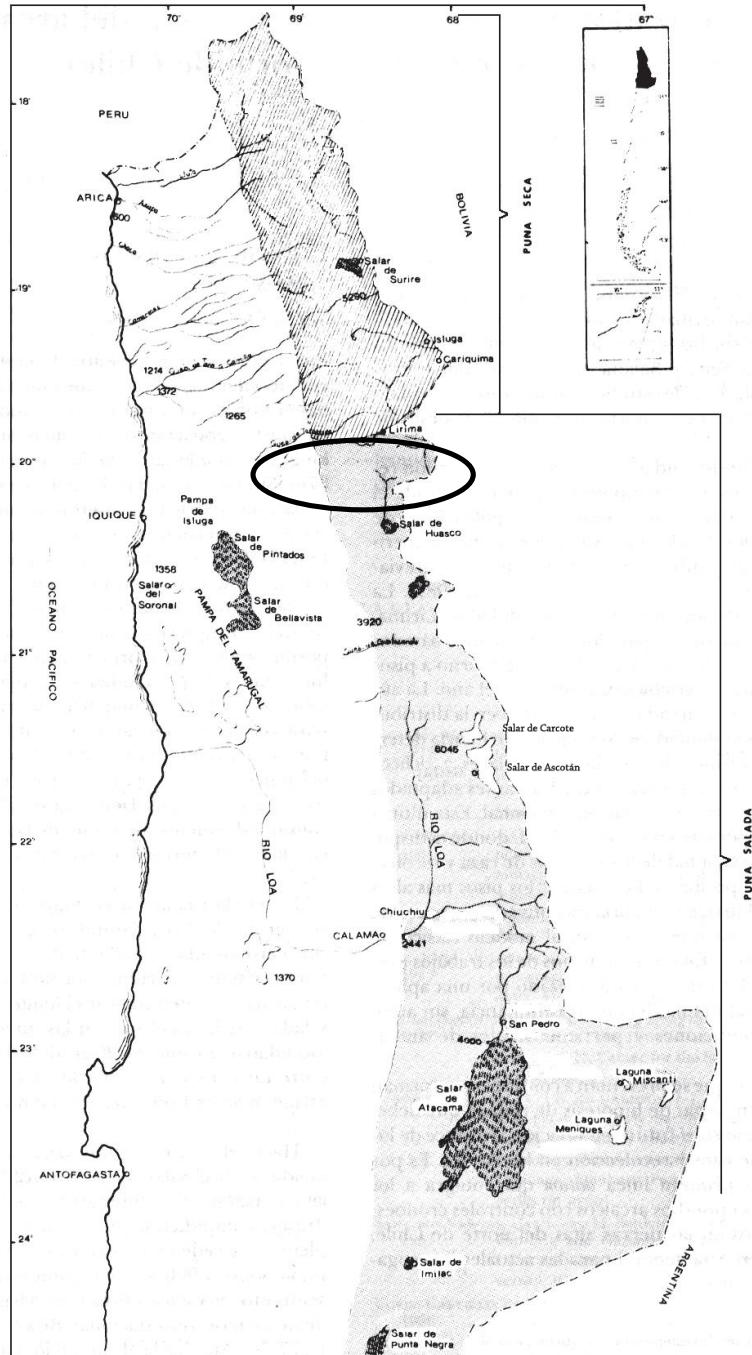 70°
69°
68
67°
18'
PERU
ARICA
600
BOLIVIA
PUNA SECA
Salar
de
Surire
19°
5290
Isluga
Cariquima
1214
1372
1265
Lirima
20°
Pampa
de
Isluga
IQUIQUE
Salar de
Huasco
Salar
de
Pintados
1358
Salar
del
Soronal
Salar
de
Bellavista
OCEANO PACIFICO
PAMPA DEL TAMARUGAL
3920
21°
Salar de Carcote
6046
Salar de Ascotán
PUNA SALADA
22°
RIO LOA
RIO LOA
Chiuchiu
CALAMA
2441
1370
San Pedro
23°
4000
Salar
de
Atacama
Laguna
Miscanti
Laguna
Meniques
ANTOFAGASTA
24°
Salar de
Imilac
ARGENTINA
Salar de
Punta Negra